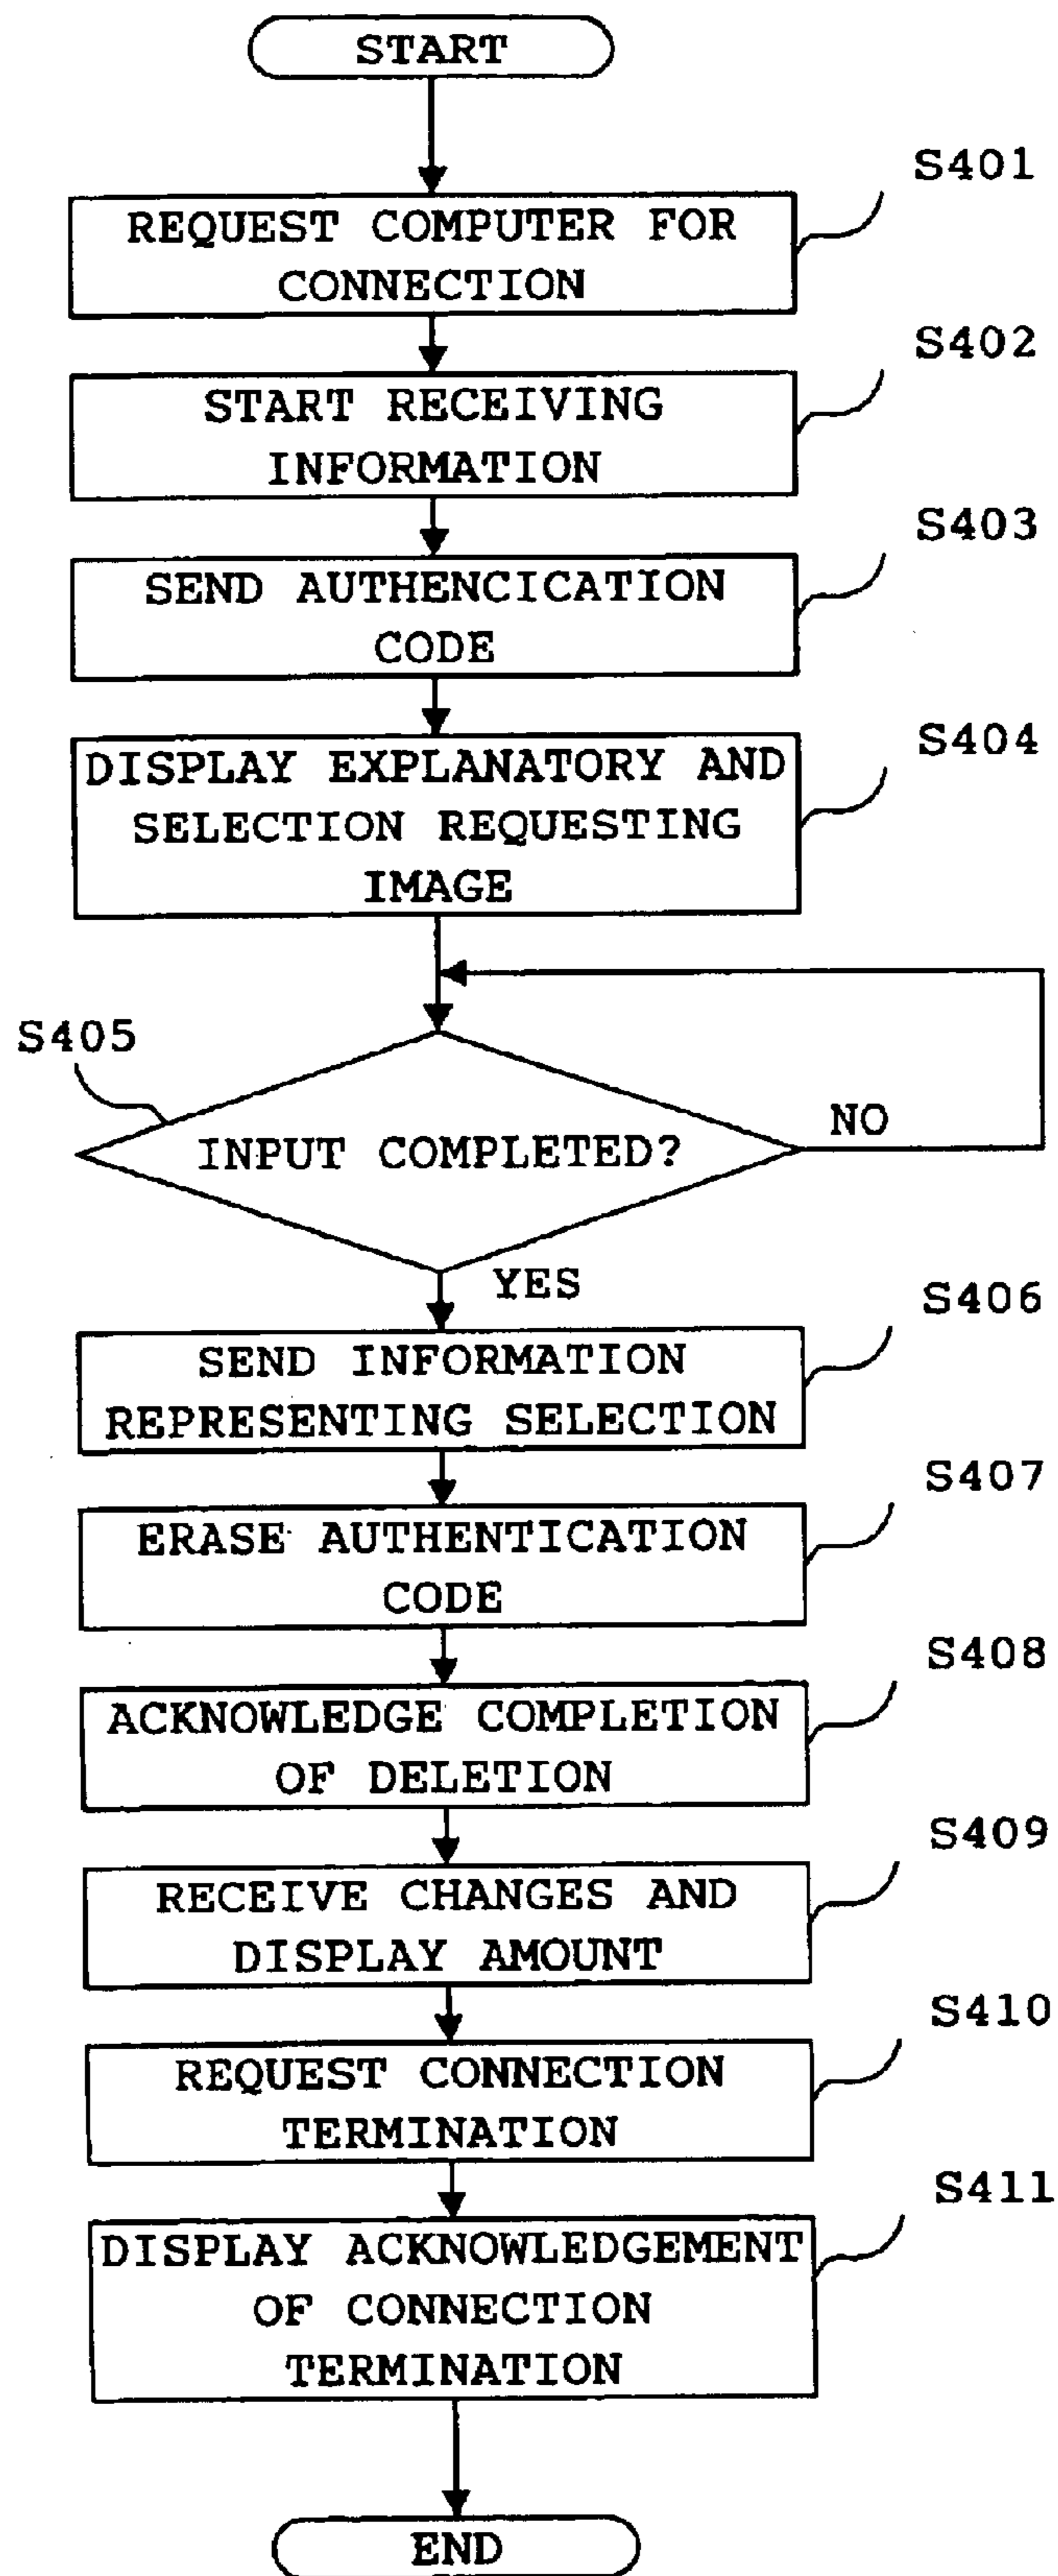 START
S401
REQUEST COMPUTER FOR
CONNECTION
S402
START RECEIVING
INFORMATION
S403
SEND AUTHENCICATION
CODE
S404
DISPLAY EXPLANATORY AND
SELECTION REQUESTING
IMAGE
S405
INPUT COMPLETED?
NO
YES
S406
SEND INFORMATION
REPRESENTING SELECTION
S407
ERASE AUTHENTICATION
CODE
S408
ACKNOWLEDGE COMPLETION
OF DELETION
S409
RECEIVE CHANGES AND
DISPLAY AMOUNT
S410
REQUEST CONNECTION
TERMINATION
S411
DISPLAY ACKNOWLEDGEMENT
OF CONNECTION
TERMINATION
END